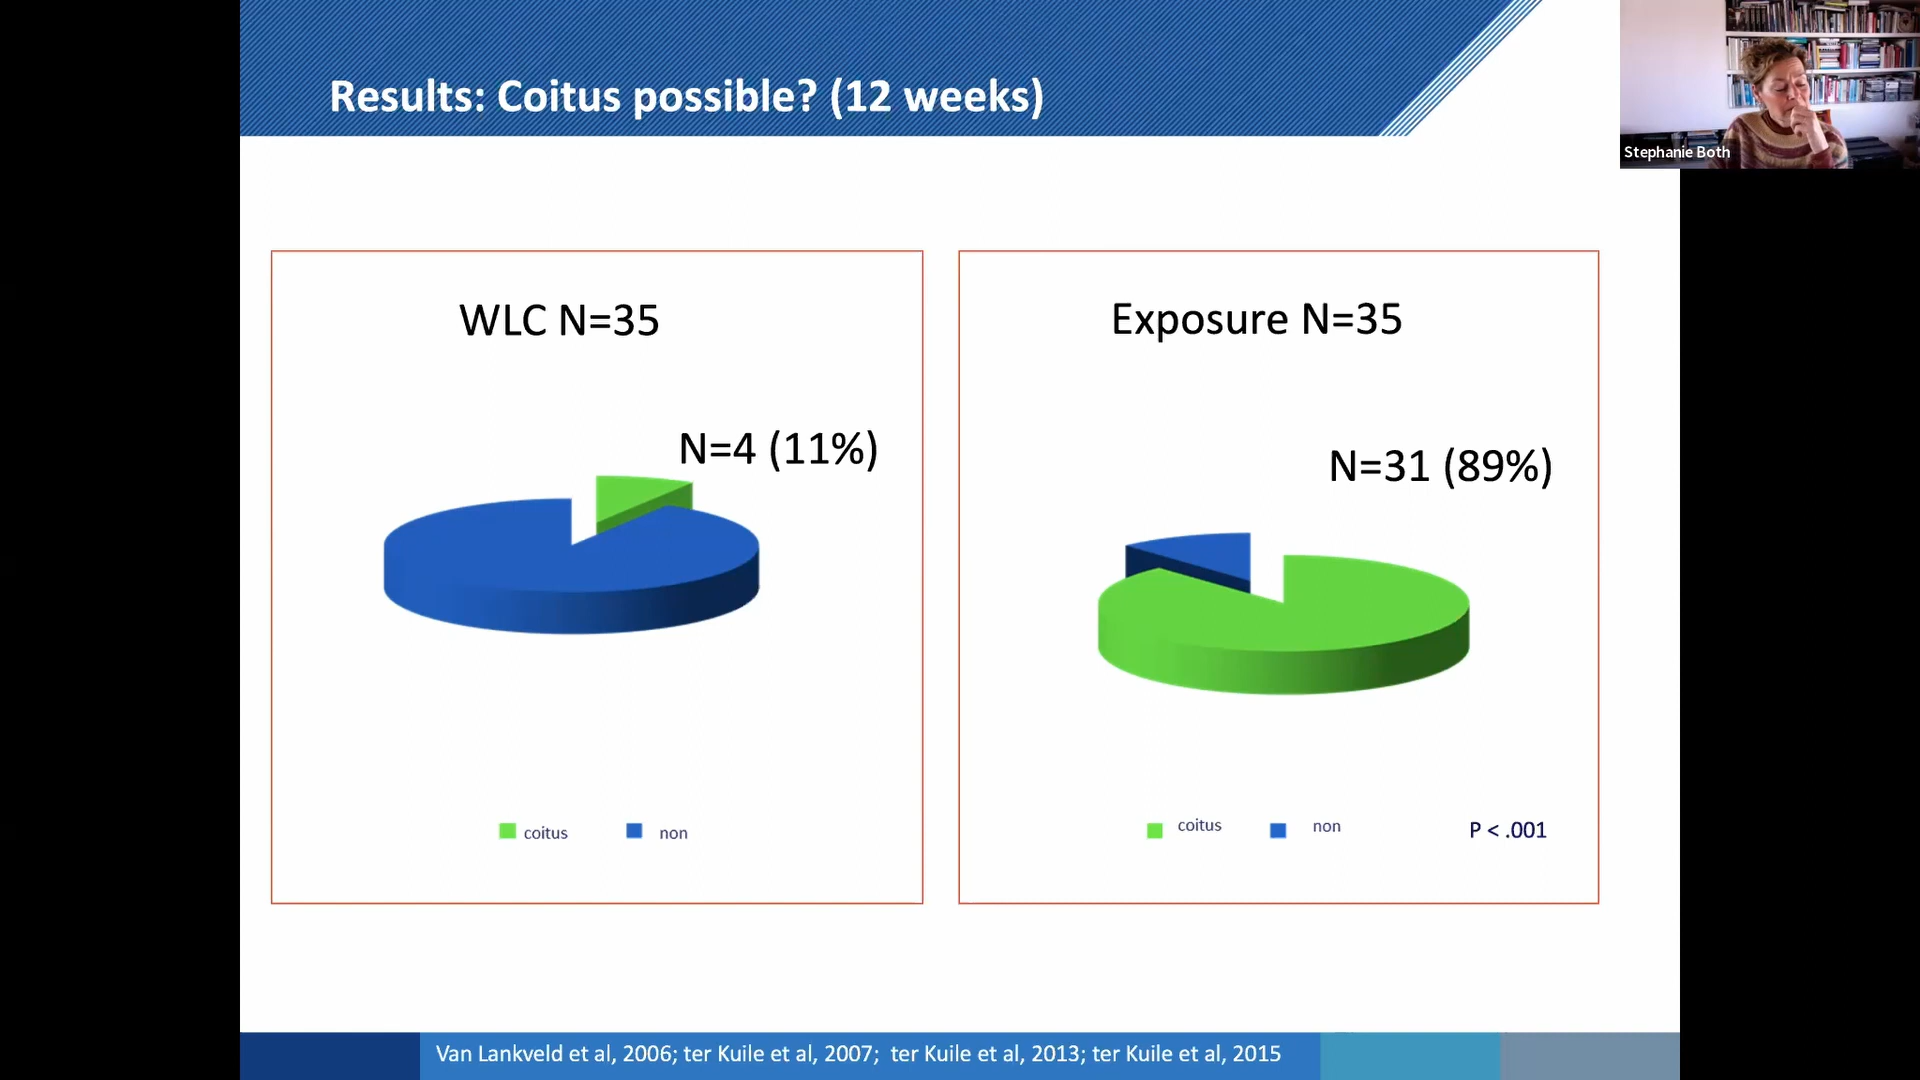 Results: Coitus possible? (12 weeks)
Stephanie Both
WLC N=35
N=4 (11%)
coitus
non
Exposure N=35
N=31 (89%)
coitus
non
P < .001
Van Lankveld et al, 2006; ter Kuile et al, 2007;  ter Kuile et al, 2013; ter Kuile et al, 2015